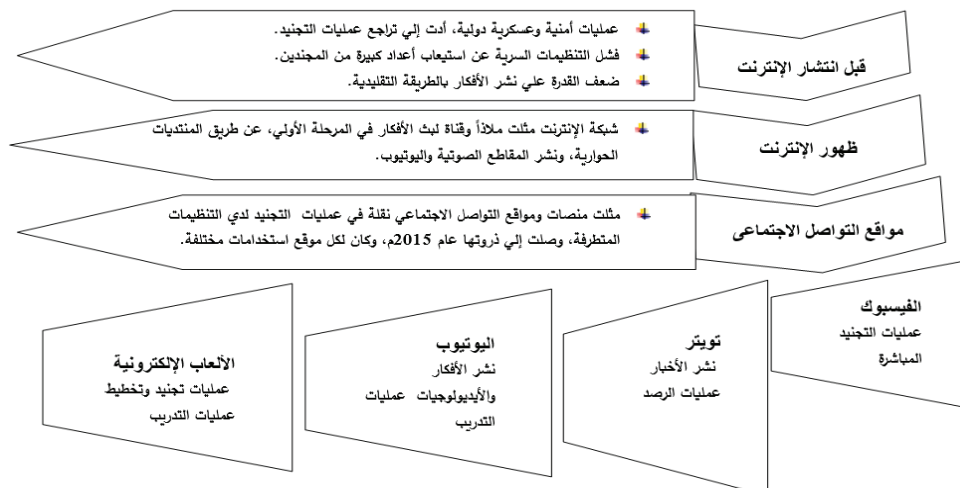 قبل انتشار الإنترنت
عمليات أمنية وعسكرية دولية، أدت إلي تراجع عمليات التجنيد.
فشل التنظيمات السرية عن استيعاب أعداد كبيرة من المجندين.
ضعف القدرة علي نشر الأفكار بالطريقة التقليدية.
ظهور الإنترنت
شبكة الإنترنت مثلت ملاذاً وقناة لبث الأفكار في المرحلة الأولي، عن طريق المنتديات
الحوارية، ونشر المقاطع الصوتية واليوتيوب.
مواقع التواصل الاجتماعى
مثلت منصات ومواقع التواصل الاجتماعي نقلة في عمليات التجنيد لدي التنظيمات
المتطرفة، وصلت إلي ذروتها عام 2015م، وكان لكل موقع استخدامات مختلفة.
الفيسبوك
عمليات التجنيد
المباشرة
تويتر
نشر الأخبار
عمليات الرصد
اليوتيوب
نشر الأفكار
والأيديولوجيات عمليات
التدريب
الألعاب الإلكترونية
عمليات تجنيد وتخطيط
عمليات التدريب